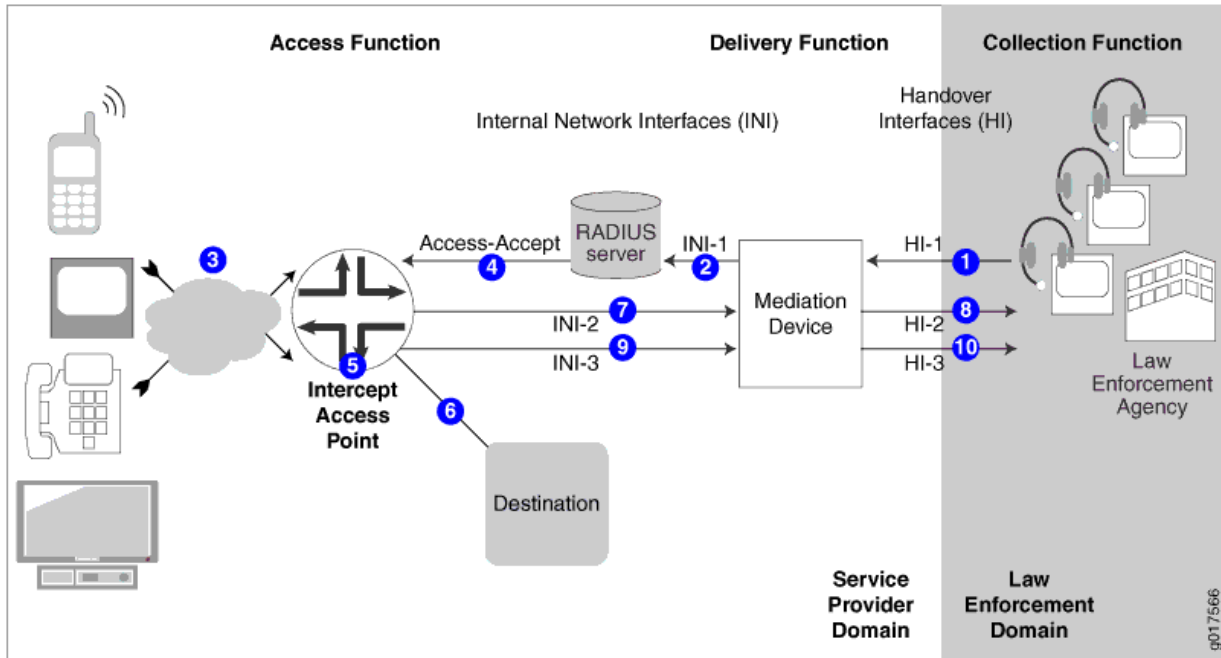 Access Function
Delivery Function
Collection Function
Internal Network Interfaces (INI)
Handover
Interfaces (HI)
RADIUS
server
Access-Accept
4
INI-1
2
HI-1
1
3
Mediation
Device
7
INI-2
8
HI-2
9
INI-3
10
HI-3
5
Intercept
Access
Point
6
Law
Enforcement
Agency
Destination
Service
Provider
Domain
Law
Enforcement
Domain
g017566